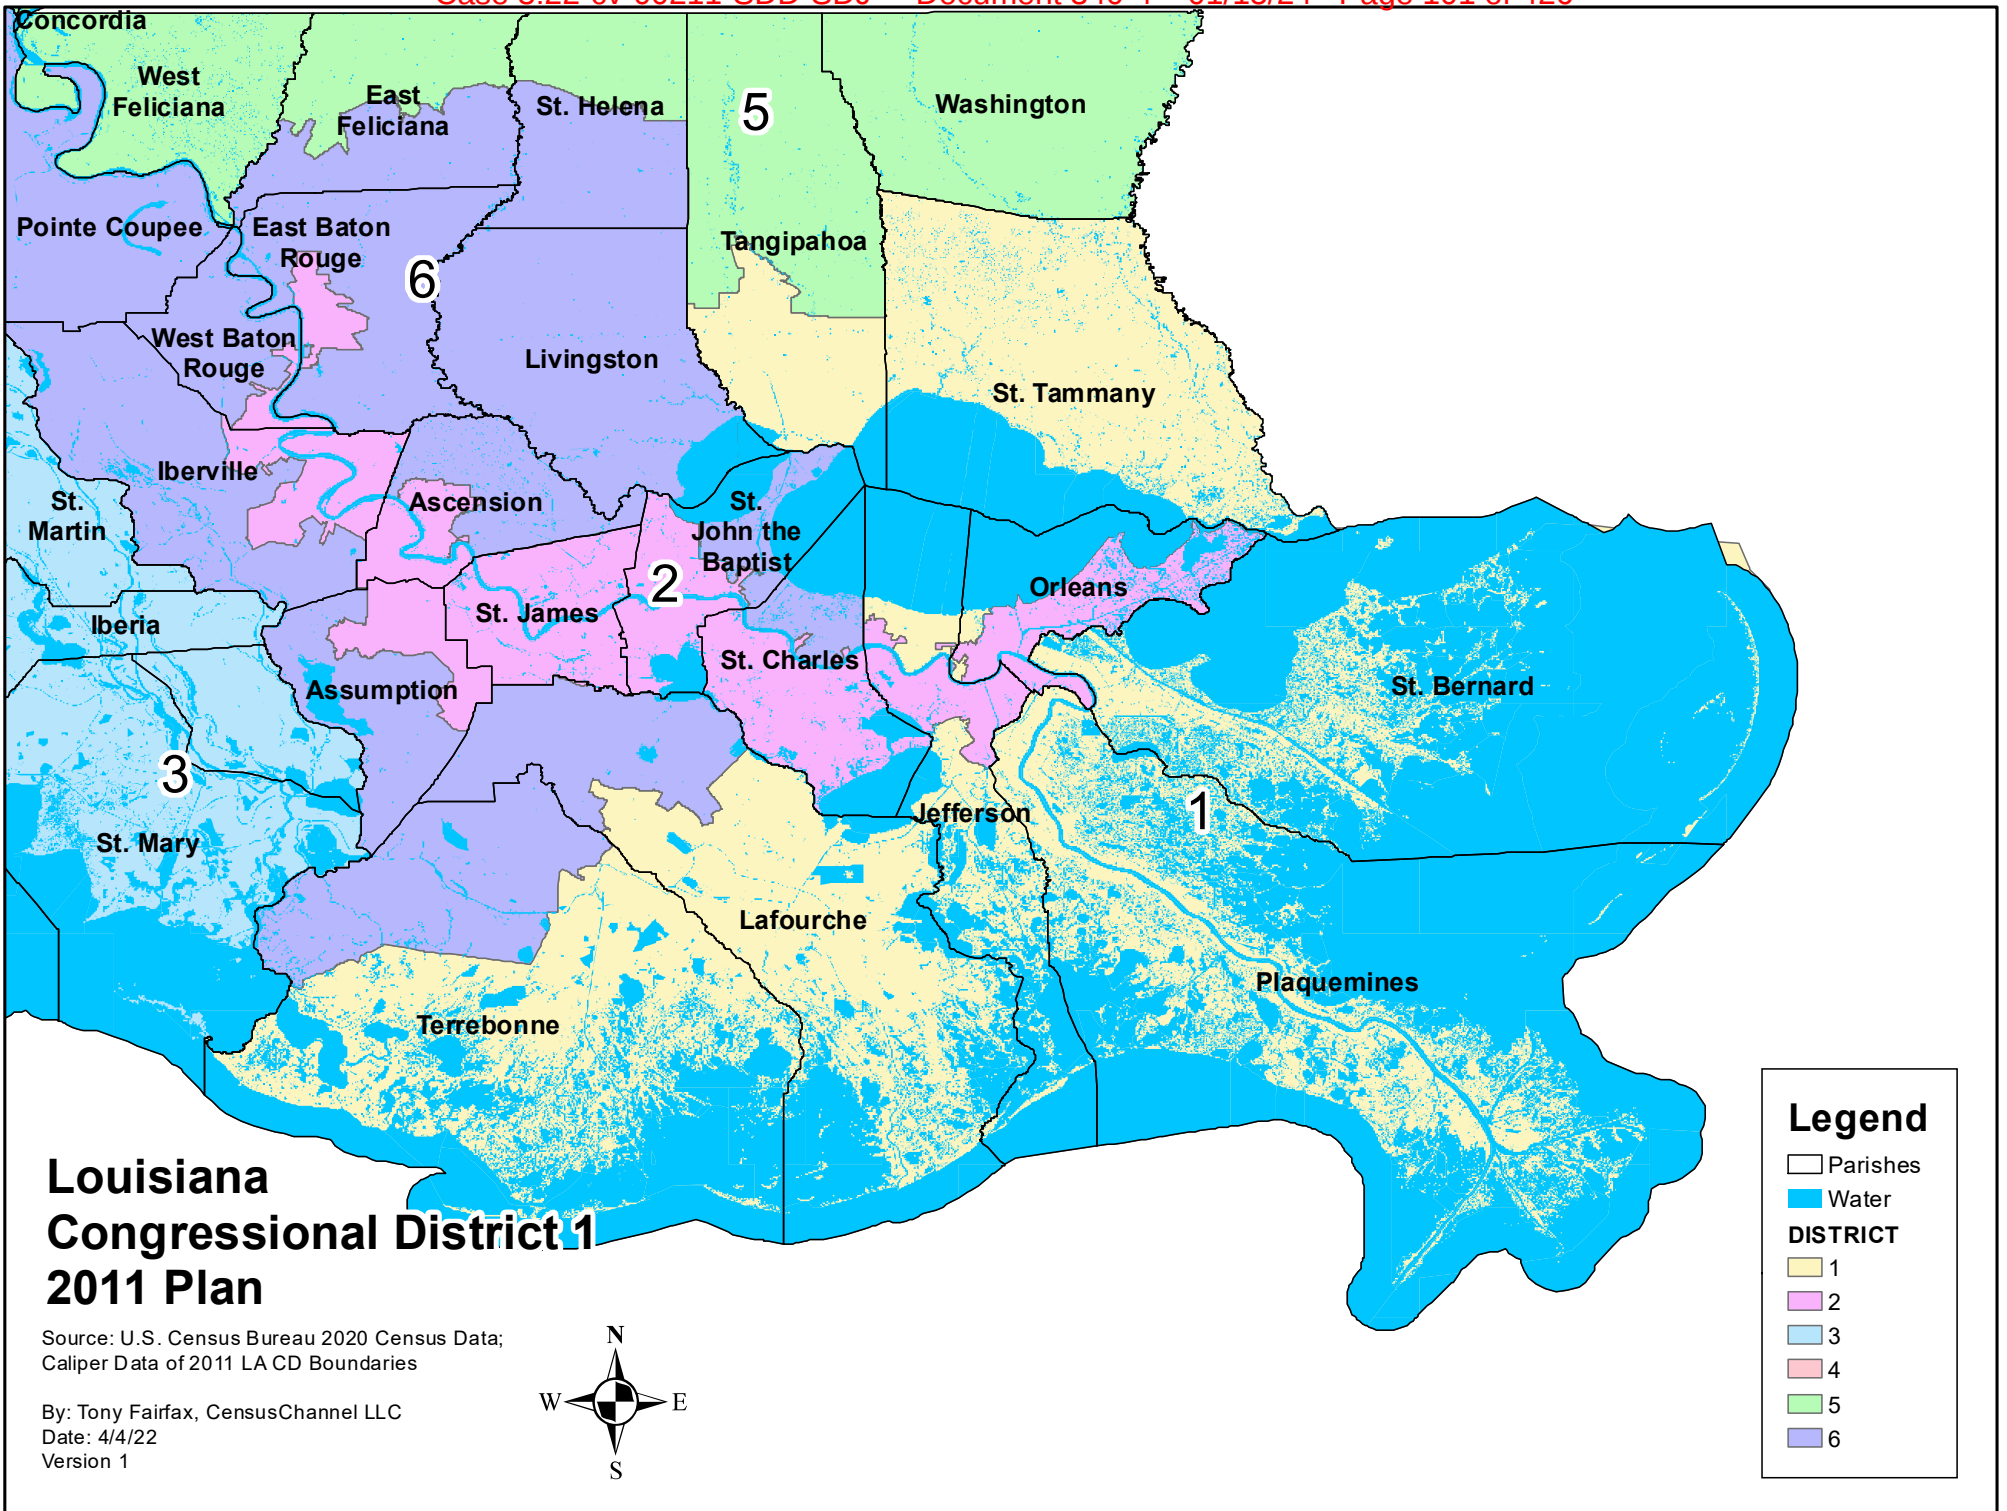 Concordia
West
Feliciana
East
Feliciana
St. Helena
5
Washington
Pointe Coupee
East Baton
Rouge
6
Tangipahoa
West Baton
Rouge
Livingston
St. Tammany
Iberville
Ascension
St.
Martin
St.
John the
Baptist
2
Orleans
Iberia
St. James
St. Charles
Assumption
St. Bernard
3
1
Jefferson
St. Mary
Lafourche
Plaquemines
Terrebonne
Louisiana
Congressional District 1
2011 Plan
Source: U.S. Census Bureau 2020 Census Data;
Caliper Data of 2011 LA CD Boundaries
By: Tony Fairfax, CensusChannel LLC
Date: 4/4/22
Version 1
N
W E
S
Legend
Parishes
Water
DISTRICT
1
2
3
4
5
6